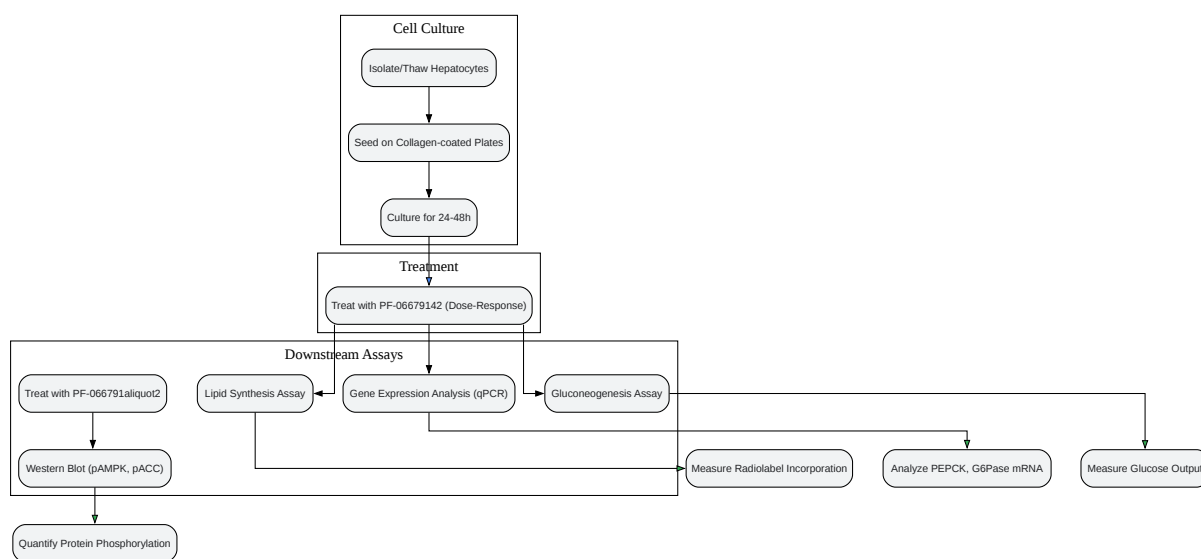 Cell Culture
Isolate/Thaw Hepatocytes
Seed on Collagen-coated Plates
Culture for 24-48h
Treatment
Treat with PF-06679142 (Dose-Response)
Downstream Assays
Treat with PF-066791aliquot2
Lipid Synthesis Assay
Gene Expression Analysis (qPCR)
Gluconeogenesis Assay
Western Blot (pAMPK, pACC)
Measure Radiolabel Incorporation
Analyze PEPCK, G6Pase mRNA
Measure Glucose Output
Quantify Protein Phosphorylation